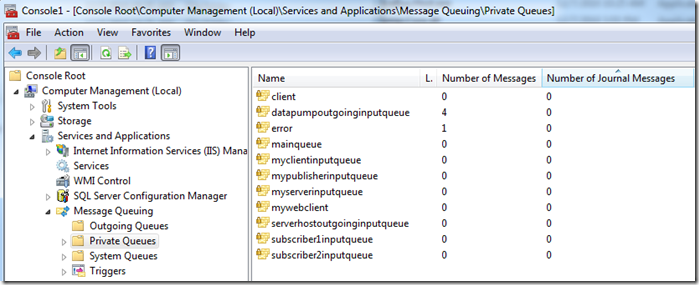 Console1 - [Console Root\Computer Management (Local)\Services and Applications\Message Queuing\Private Queues]
File Action View Favorites Window Help
Console Root
Computer Management (Local)
System Tools
Storage
Services and Applications
Internet Information Services (IIS) Mana
Services
WMI Control
SQL Server Configuration Manager
Message Queuing
Outgoing Queues
Private Queues
System Queues
Triggers
Name L. Number of Messages Number of Journal Messages
client 0 0
datapumpoutgoinginputqueue 4 0
error 1 0
mainqueue 0 0
myclientinputqueue 0 0
mypublisherinputqueue 0 0
myserverinputqueue 0 0
mywebclient 0 0
serverhostoutgoinginputqueue 0 0
subscriber1inputqueue 0 0
subscriber2inputqueue 0 0